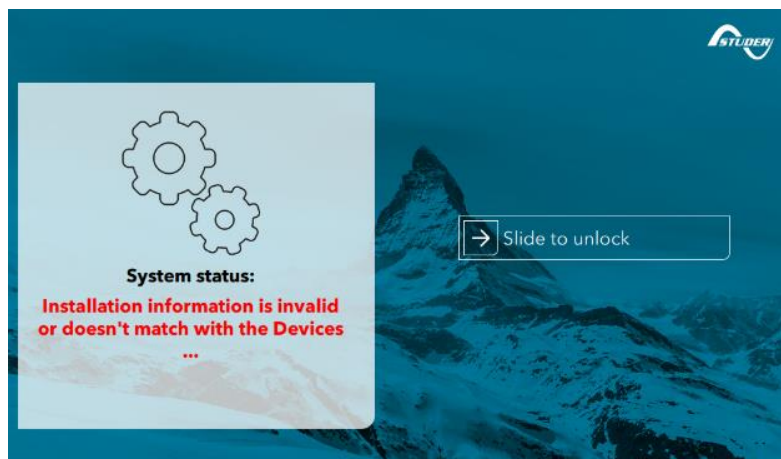 STUDER
Slide to unlock
System status:
Installation information is invalid
or doesn't match with the Devices
...